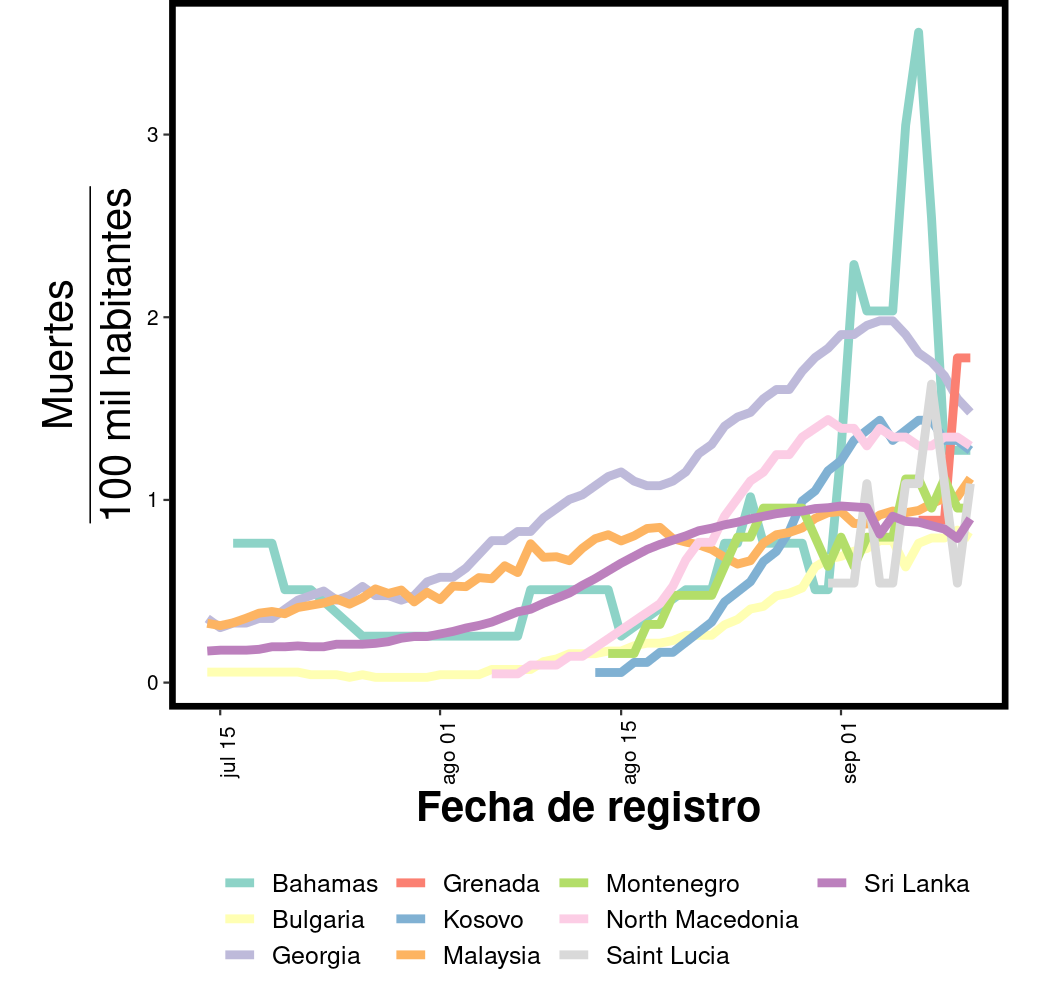 Muertes
100 mil habitantes
3
2
1
0
jul 15
ago 01
ago 15
sep 01
Fecha de registro
Bahamas
Grenada
Montenegro
Sri Lanka
Bulgaria
Kosovo
North Macedonia
Georgia
Malaysia
Saint Lucia